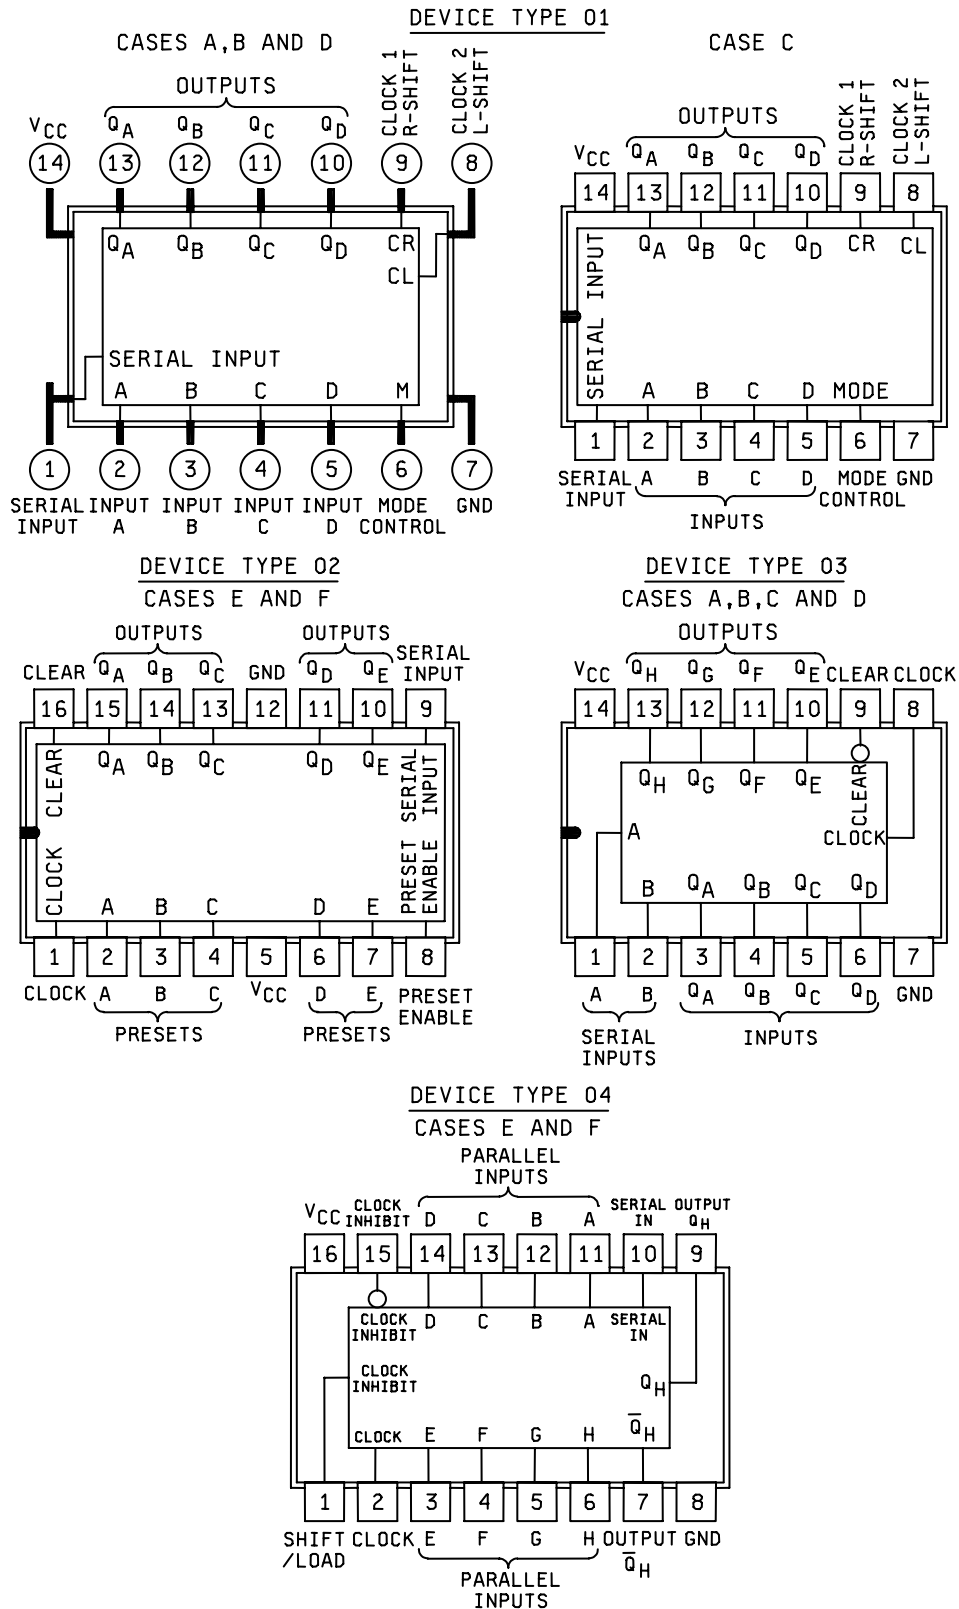 DEVICE TYPE 01
CASES A,B AND D
OUTPUTS
VCC QA QB QC QD CLOCK 1 R-SHIFT CLOCK 2 L-SHIFT
14 13 12 11 10 9 8
QA QB QC QD CR
CL
SERIAL INPUT
A B C D M
1 2 3 4 5 6 7
SERIAL INPUT INPUT A INPUT B INPUT C INPUT D MODE CONTROL GND
CASE C
OUTPUTS
VCC QA QB QC QD CLOCK 1 R-SHIFT CLOCK 2 L-SHIFT
14 13 12 11 10 9 8
QA QB QC QD CR CL
SERIAL INPUT
A B C D MODE
1 2 3 4 5 6 7
SERIAL INPUT A B C D MODE CONTROL GND
INPUTS
DEVICE TYPE 02
CASES E AND F
OUTPUTS OUTPUTS
CLEAR QA QB QC GND QD QE SERIAL INPUT
16 15 14 13 12 11 10 9
CLEAR QA QB QC QD QE SERIAL INPUT
CLOCK A B C D E PRESET ENABLE
1 2 3 4 5 6 7 8
CLOCK A B C VCC D E PRESET ENABLE
PRESETS PRESETS
DEVICE TYPE 03
CASES A,B,C AND D
OUTPUTS
VCC QH QG QF QE CLEAR CLOCK
14 13 12 11 10 9 8
QH QG QF QE CLEAR
A CLOCK
B QA QB QC QD
1 2 3 4 5 6 7
A B QA QB QC QD GND
SERIAL INPUTS INPUTS
DEVICE TYPE 04
CASES E AND F
PARALLEL INPUTS
VCC CLOCK INHIBIT D C B A SERIAL IN OUTPUT QH
16 15 14 13 12 11 10 9
CLOCK INHIBIT D C B A SERIAL IN
CLOCK INHIBIT QH
CLOCK E F G H Q̅H
1 2 3 4 5 6 7 8
SHIFT /LOAD CLOCK E F G H OUTPUT Q̅H GND
PARALLEL INPUTS